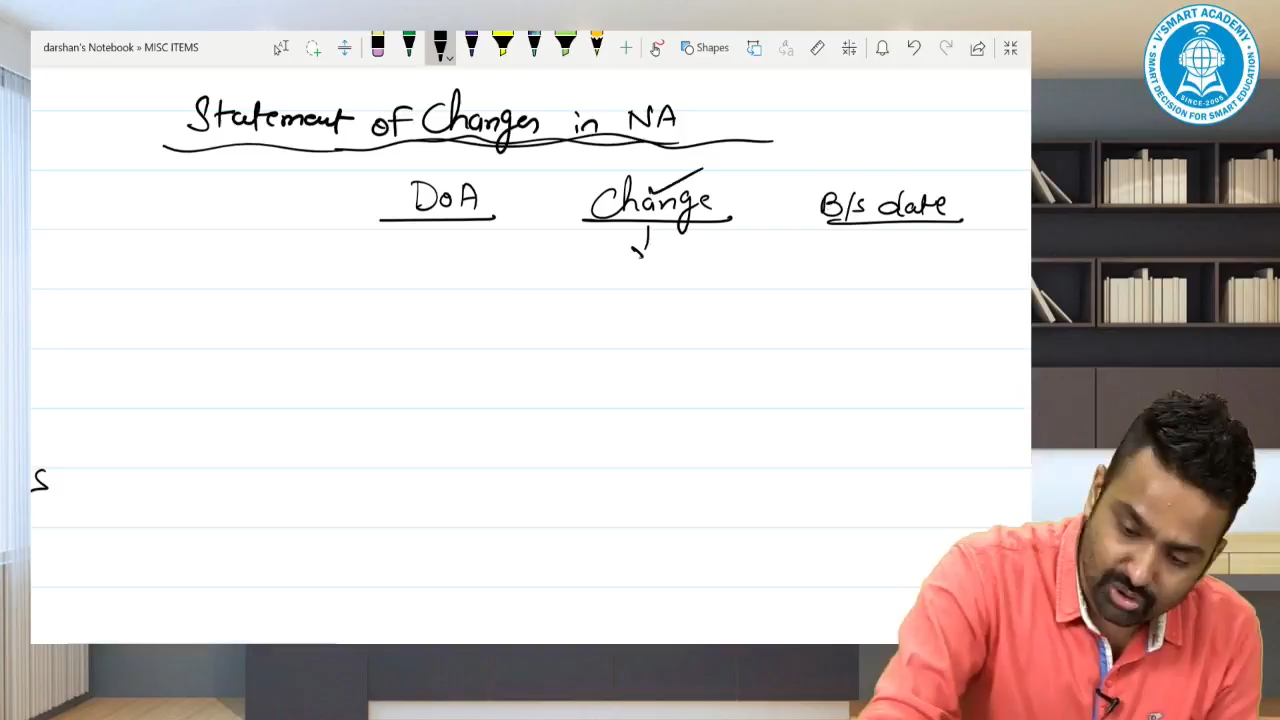 darshan's Notebook » MISC ITEMS
Shapes
Statement of Changes in NA
DoA Change B/s date
S
V'SMART ACADEMY
SINCE-2005
SMART DECISION FOR SMART EDUCATION.